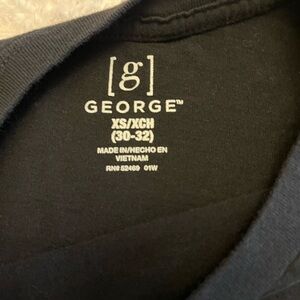 [g]
GEORGE™
XS/XCH
(30-32)
MADE IN/HECHO EN
VIETNAM
RN# 52469 01W